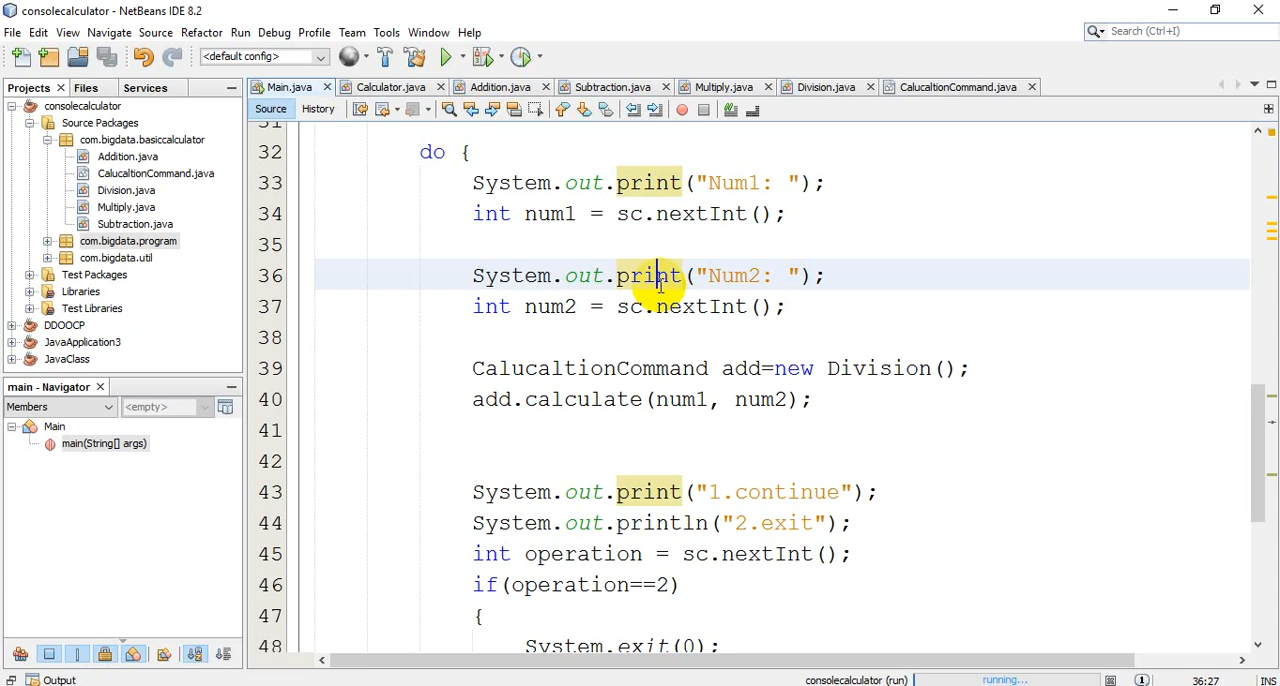 consolecalculator - NetBeans IDE 8.2
File Edit View Navigate Source Refactor Run Debug Profile Team Tools Window Help
Search (Ctrl+I)
<default config>
Projects Files Services
Main.java Calculator.java Addition.java Subtraction.java Multiply.java Division.java CalucaltionCommand.java
Source History
consolecalculator
Source Packages
com.bigdata.basiccalculator
Addition.java
CalucaltionCommand.java
Division.java
Multiply.java
Subtraction.java
com.bigdata.program
com.bigdata.util
Test Packages
Libraries
Test Libraries
DDOOCP
JavaApplication3
JavaClass
main - Navigator
Members <empty>
Main
main(String[] args)
31
32 do {
33 System.out.print("Num1: ");
34 int num1 = sc.nextInt();
35
36 System.out.print("Num2: ");
37 int num2 = sc.nextInt();
38
39 CalucaltionCommand add=new Division();
40 add.calculate(num1, num2);
41
42
43 System.out.print("1.continue");
44 System.out.println("2.exit");
45 int operation = sc.nextInt();
46 if(operation==2)
47 {
48 System.exit(0);
Output consolecalculator (run) running... 1 36:27 INS